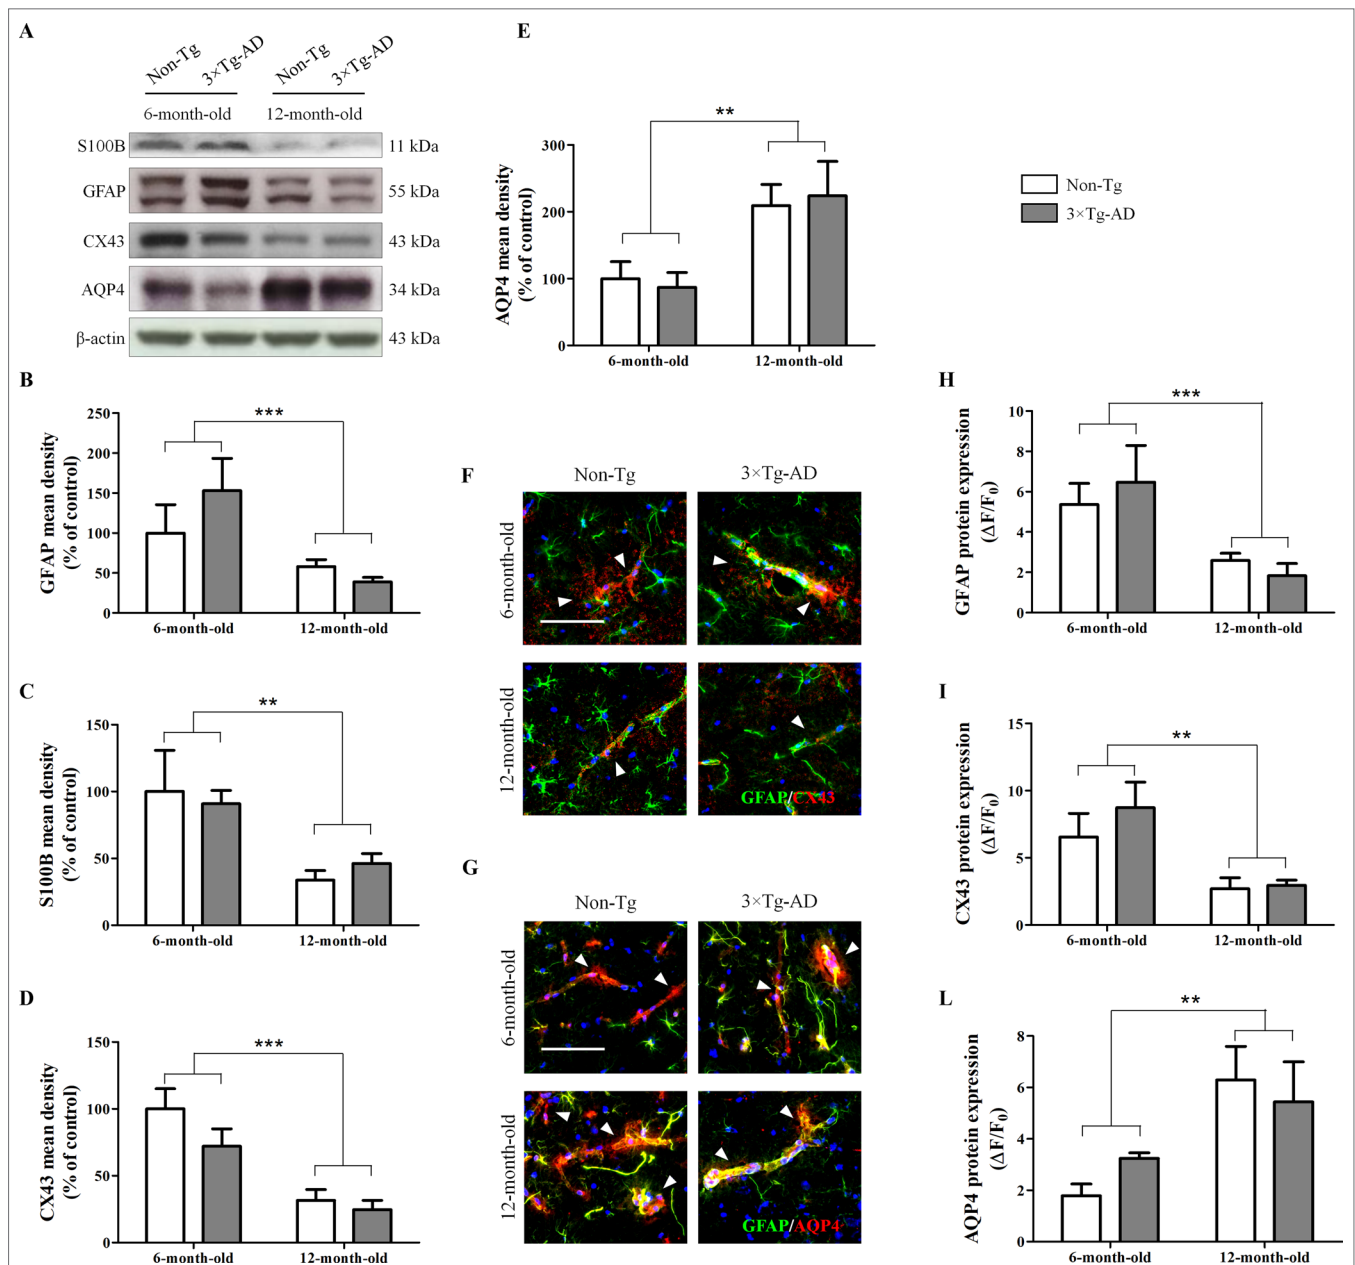 A
Non-Tg
3×Tg-AD
Non-Tg
3×Tg-AD
6-month-old
12-month-old
S100B
11 kDa
GFAP
55 kDa
CX43
43 kDa
AQP4
34 kDa
β-actin
43 kDa
E
AQP4 mean density
(% of control)
300
200
100
0
**
6-month-old
12-month-old
Non-Tg
3×Tg-AD
B
GFAP mean density
(% of control)
250
200
150
100
50
0
***
6-month-old
12-month-old
C
S100B mean density
(% of control)
150
100
50
0
**
6-month-old
12-month-old
D
CX43 mean density
(% of control)
150
100
50
0
***
6-month-old
12-month-old
F
Non-Tg
3×Tg-AD
6-month-old
12-month-old
GFAP/CX43
G
Non-Tg
3×Tg-AD
6-month-old
12-month-old
GFAP/AQP4
H
GFAP protein expression
(ΔF/F0)
10
8
6
4
2
0
***
6-month-old
12-month-old
I
CX43 protein expression
(ΔF/F0)
15
10
5
0
**
6-month-old
12-month-old
L
AQP4 protein expression
(ΔF/F0)
8
6
4
2
0
**
6-month-old
12-month-old